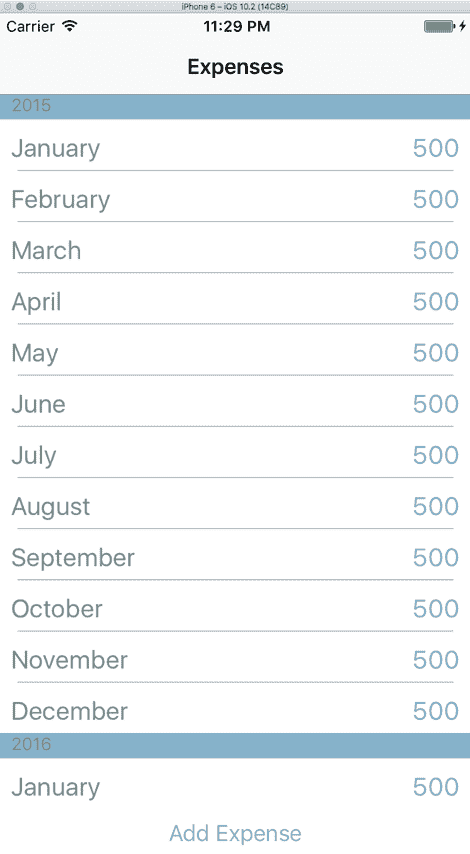 iPhone 6 – iOS 10.2 (14C89)
Carrier 11:29 PM
Expenses
2015
January 500
February 500
March 500
April 500
May 500
June 500
July 500
August 500
September 500
October 500
November 500
December 500
2016
January 500
Add Expense